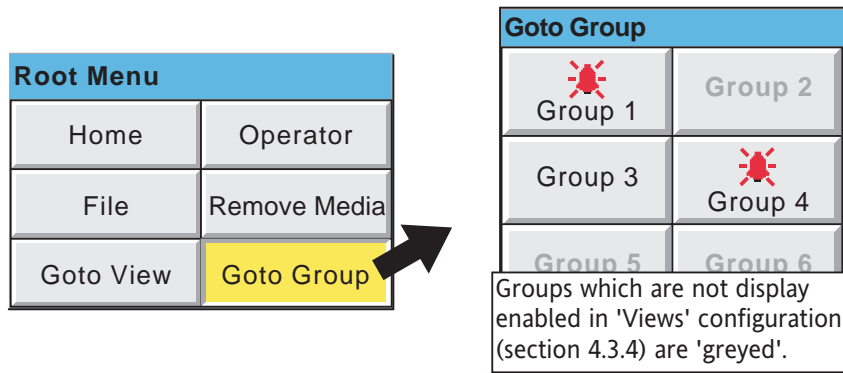 Root Menu
Home
Operator
File
Remove Media
Goto View
Goto Group
Goto Group
Group 1
Group 2
Group 3
Group 4
Group 5
Group 6
Groups which are not display
enabled in 'Views' configuration
(section 4.3.4) are 'greyed'.